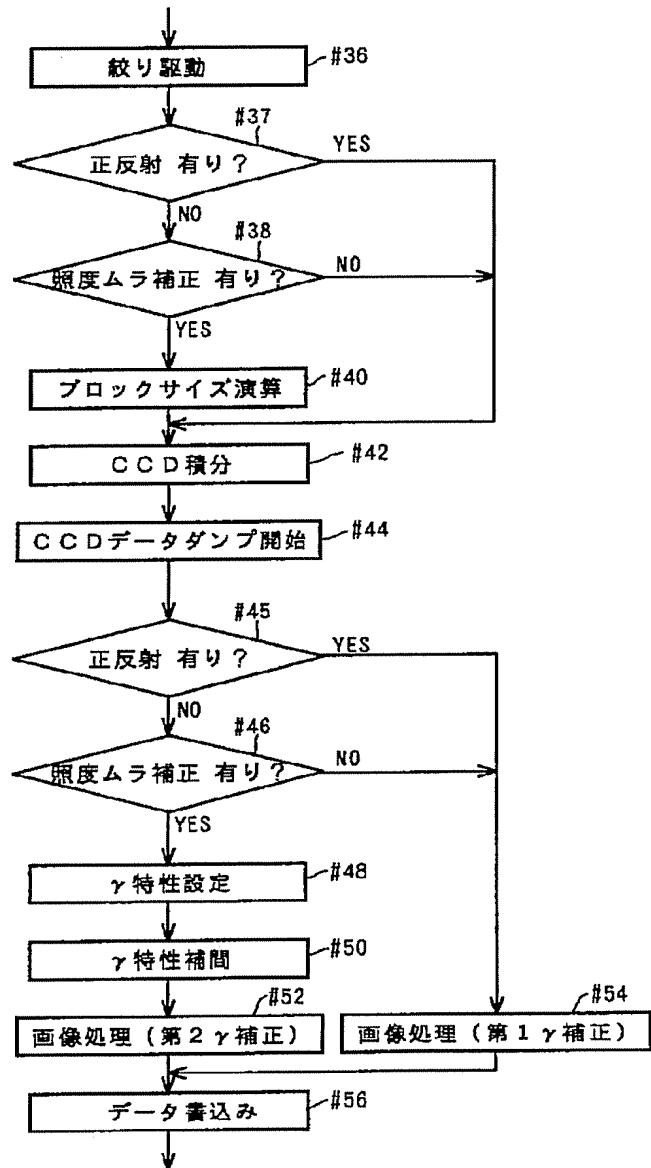 絞り駆動
#36
#37
正反射 有り?
YES
NO
#38
照度ムラ補正 有り?
NO
YES
ブロックサイズ演算
#40
CCD積分
#42
CCDデータダンプ開始
#44
#45
正反射 有り?
YES
NO
#46
照度ムラ補正 有り?
NO
YES
γ特性設定
#48
γ特性補間
#50
#52
画像処理(第2γ補正)
#54
画像処理(第1γ補正)
データ書込み
#56